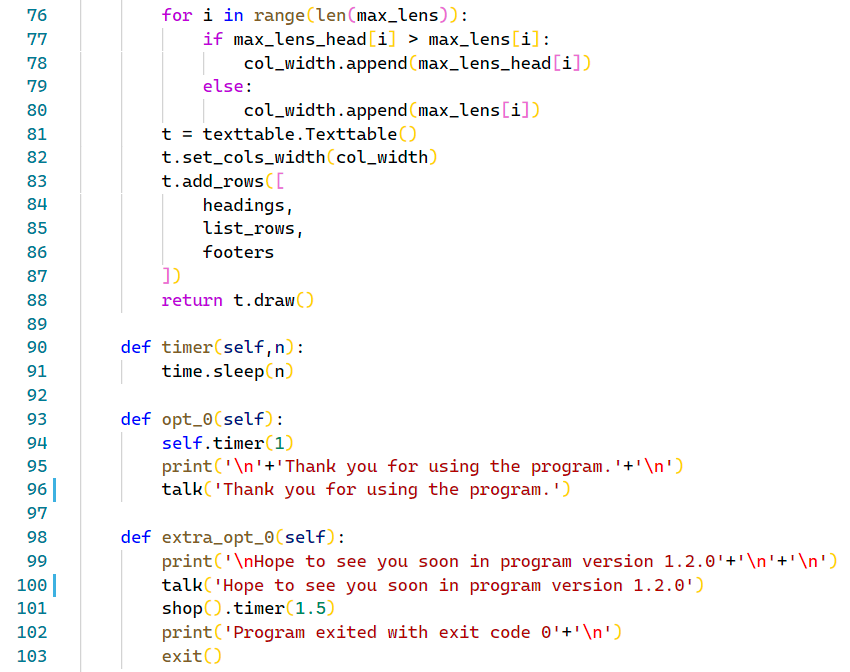 76 for i in range(len(max_lens)):
77 if max_lens_head[i] > max_lens[i]:
78 col_width.append(max_lens_head[i])
79 else:
80 col_width.append(max_lens[i])
81 t = texttable.Texttable()
82 t.set_cols_width(col_width)
83 t.add_rows([
84 headings,
85 list_rows,
86 footers
87 ])
88 return t.draw()
89
90 def timer(self,n):
91 time.sleep(n)
92
93 def opt_0(self):
94 self.timer(1)
95 print('\n'+'Thank you for using the program.'+'\n')
96 talk('Thank you for using the program.')
97
98 def extra_opt_0(self):
99 print('\nHope to see you soon in program version 1.2.0'+'\n'+'\n')
100 talk('Hope to see you soon in program version 1.2.0')
101 shop().timer(1.5)
102 print('Program exited with exit code 0'+'\n')
103 exit()